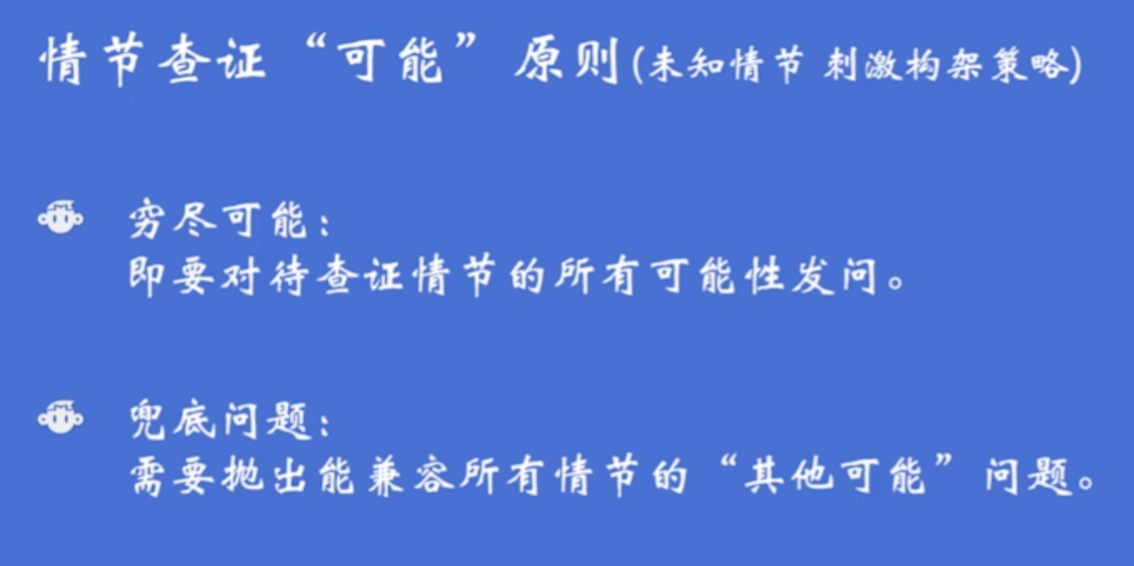 情节查证“可能”原则(未知情节 刺激构架策略)
穷尽可能：
即要对待查证情节的所有可能性发问。
兜底问题：
需要抛出能兼容所有情节的“其他可能”问题。